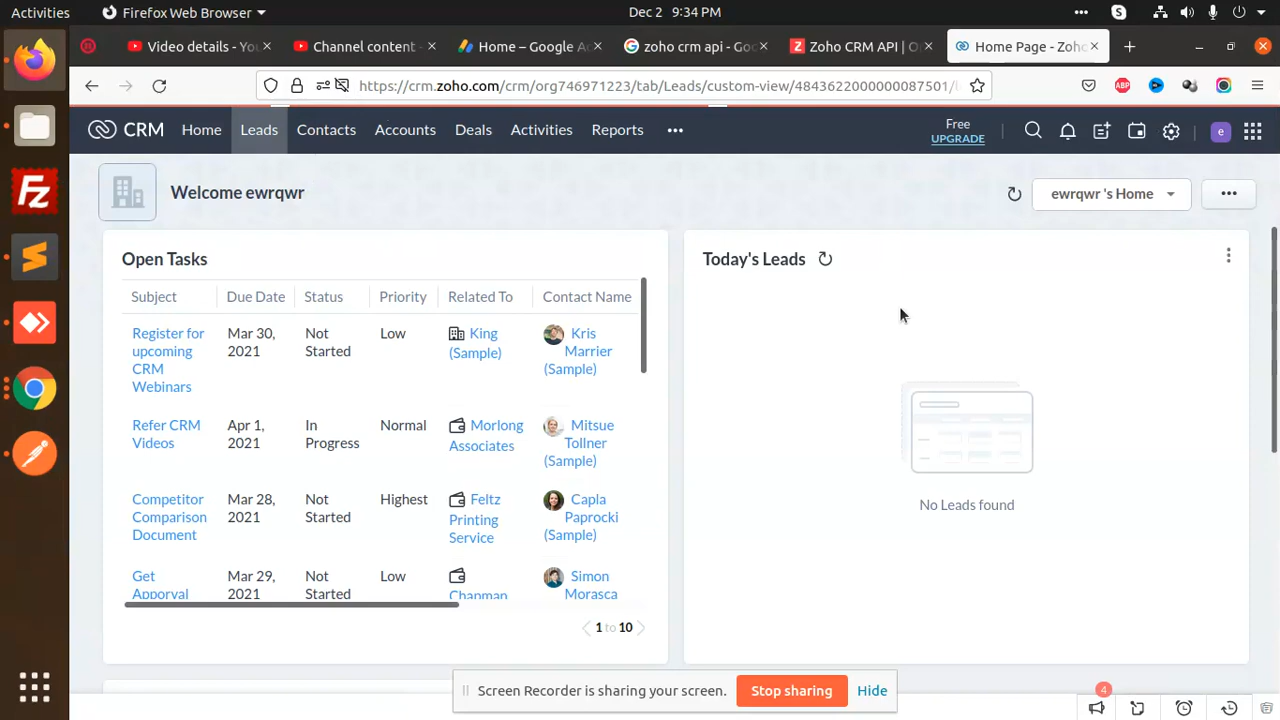 Activities Firefox Web Browser Dec 2 9:34 PM
Video details - Yo Channel content - Home – Google A zoho crm api - Go Zoho CRM API | O Home Page - Zoh
https://crm.zoho.com/crm/org746971223/tab/Leads/custom-view/4843622000000087501/
CRM Home Leads Contacts Accounts Deals Activities Reports Free
UPGRADE
e
Welcome ewrqwr
ewrqwr 's Home
Open Tasks
Subject Due Date Status Priority Related To Contact Name
Register for upcoming CRM Webinars Mar 30, 2021 Not Started Low King (Sample) Kris Marrier (Sample)
Refer CRM Videos Apr 1, 2021 In Progress Normal Morlong Associates Mitsue Tollner (Sample)
Competitor Comparison Document Mar 28, 2021 Not Started Highest Feltz Printing Service Capla Paprocki (Sample)
Get Apporval Mar 29, 2021 Not Started Low Chapman Simon Morasca
1 to 10
Today's Leads
No Leads found
Screen Recorder is sharing your screen. Stop sharing Hide
4